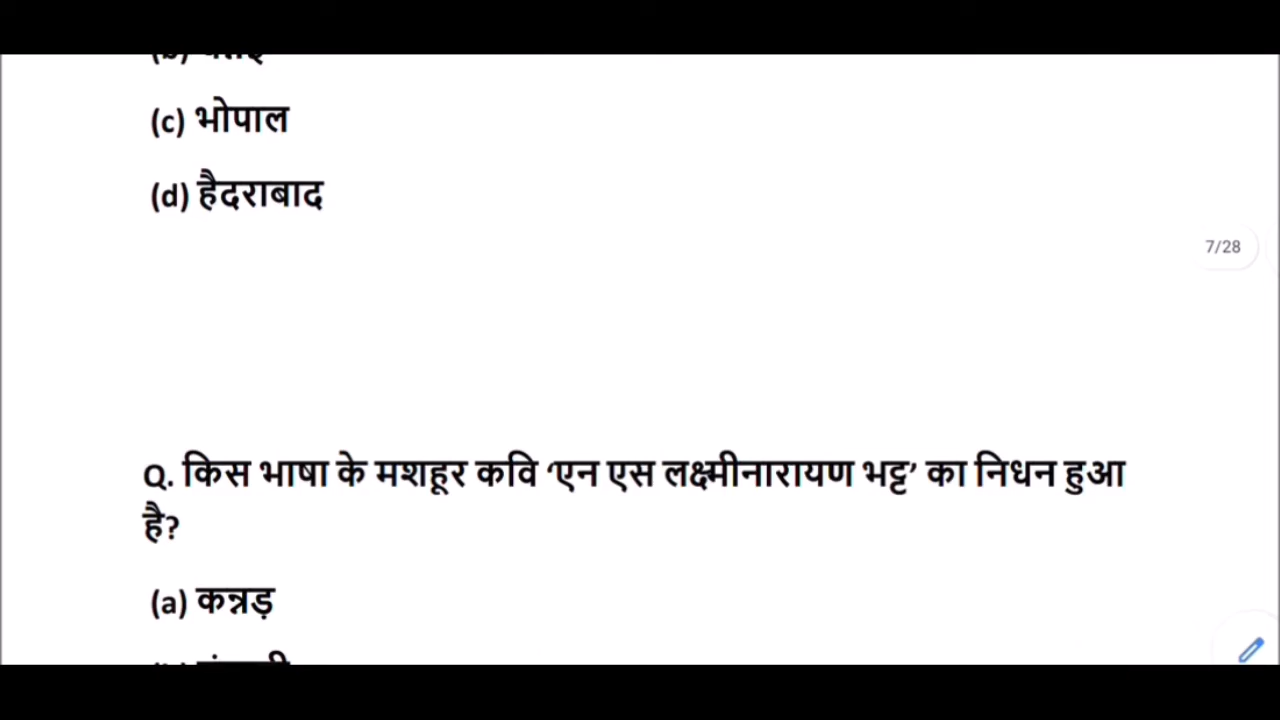 (c) भोपाल
(d) हैदराबाद
7/28
Q. किस भाषा के मशहूर कवि ‘एन एस लक्ष्मीनारायण भट्ट’ का निधन हुआ
है?
(a) कन्नड़